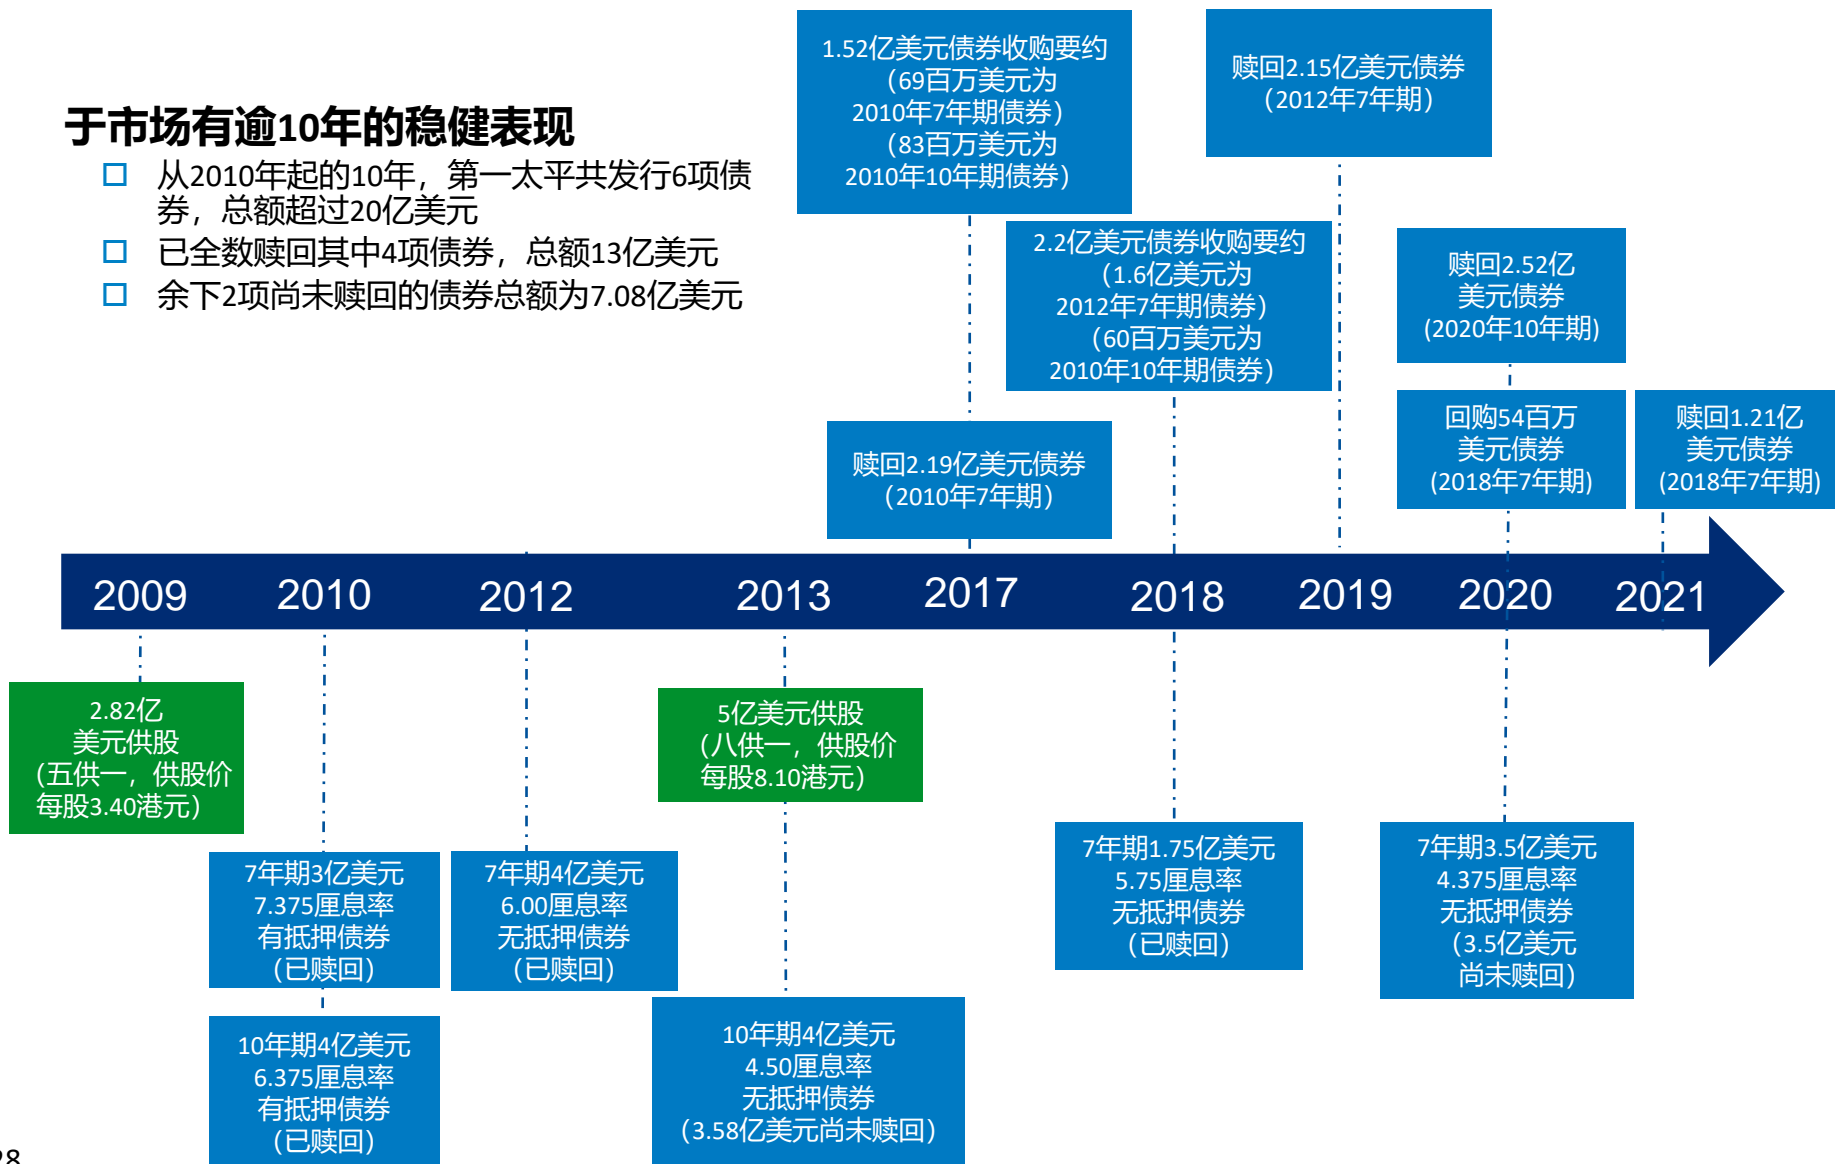 于市场有逾10年的稳健表现
从2010年起的10年，第一太平共发行6项债
券，总额超过20亿美元
已全数赎回其中4项债券，总额13亿美元
余下2项尚未赎回的债券总额为7.08亿美元
1.52亿美元债券收购要约
（69百万美元为
2010年7年期债券）
（83百万美元为
2010年10年期债券）
赎回2.15亿美元债券
（2012年7年期）
2.2亿美元债券收购要约
（1.6亿美元为
2012年7年期债券）
（60百万美元为
2010年10年期债券）
赎回2.52亿
美元债券
(2020年10年期)
赎回2.19亿美元债券
（2010年7年期）
回购54百万
美元债券
(2018年7年期)
赎回1.21亿
美元债券
(2018年7年期)
2009
2010
2012
2013
2017
2018
2019
2020
2021
2.82亿
美元供股
(五供一，供股价
每股3.40港元）
5亿美元供股
(八供一，供股价
每股8.10港元）
7年期3亿美元
7.375厘息率
有抵押债券
（已赎回）
7年期4亿美元
6.00厘息率
无抵押债券
（已赎回）
7年期1.75亿美元
5.75厘息率
无抵押债券
（已赎回）
7年期3.5亿美元
4.375厘息率
无抵押债券
（3.5亿美元
尚未赎回）
10年期4亿美元
6.375厘息率
有抵押债券
（已赎回）
10年期4亿美元
4.50厘息率
无抵押债券
（3.58亿美元尚未赎回）
28